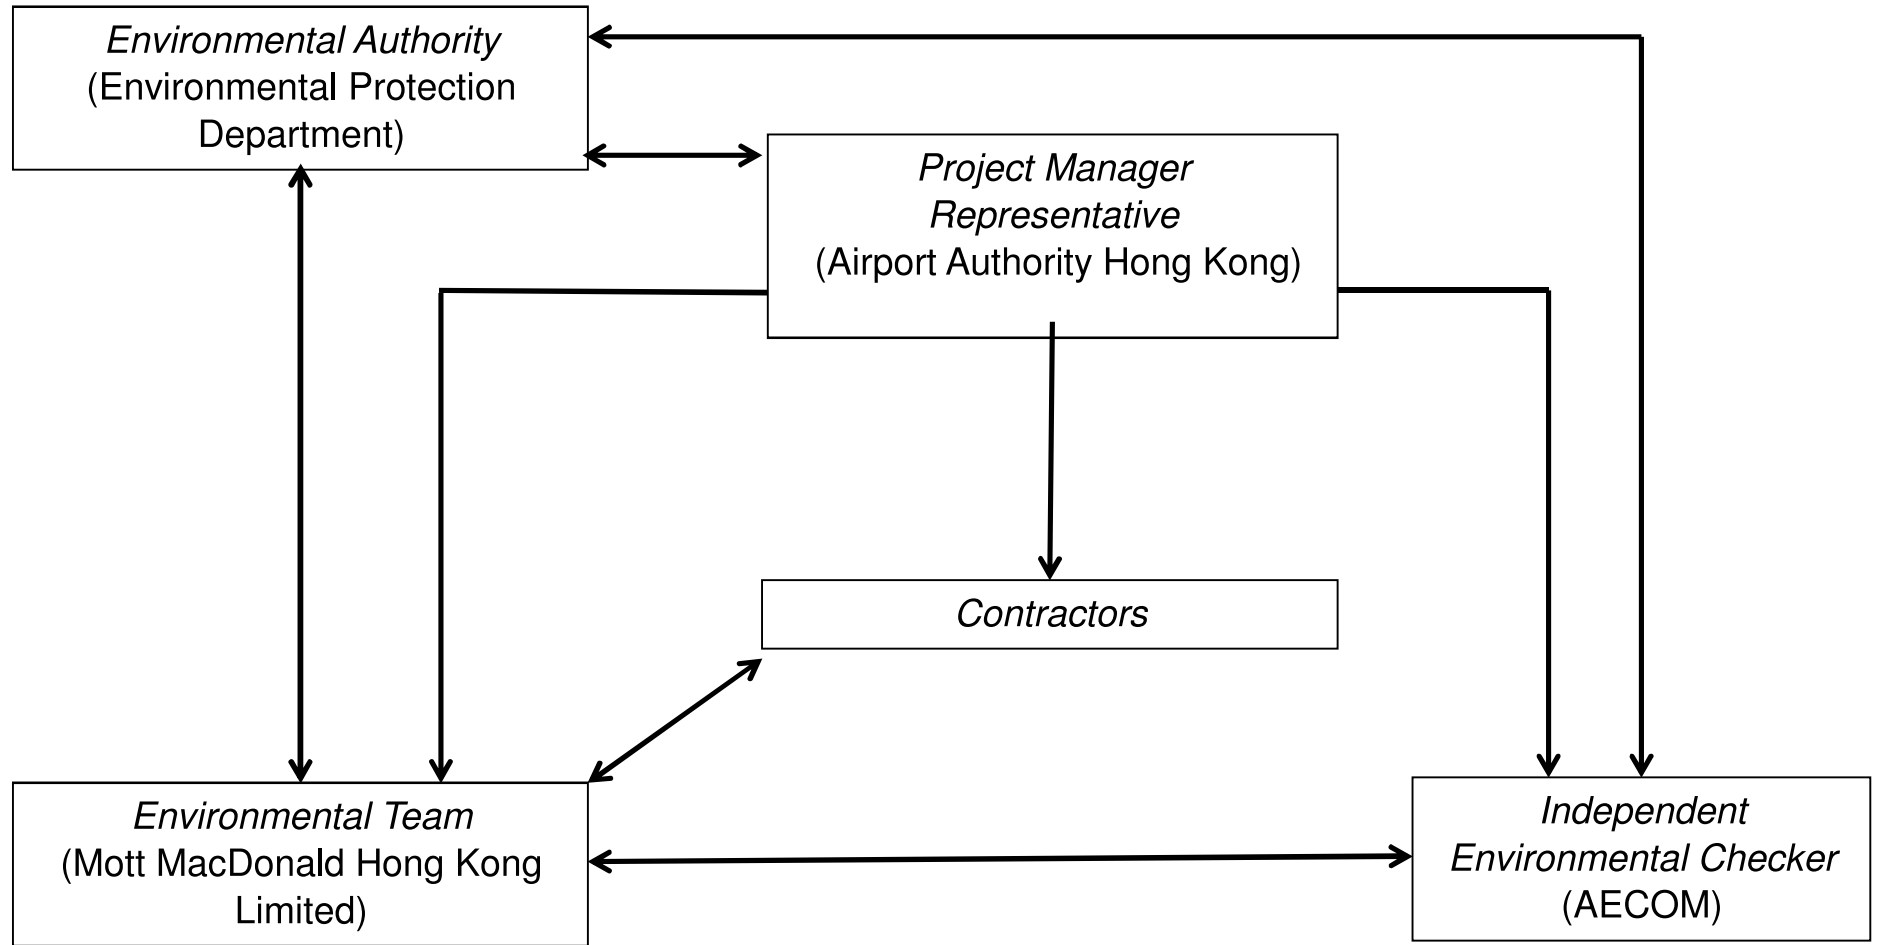 Environmental Authority
(Environmental Protection
Department)
Project Manager
Representative
(Airport Authority Hong Kong)
Contractors
Environmental Team
(Mott MacDonald Hong Kong
Limited)
Independent
Environmental Checker
(AECOM)